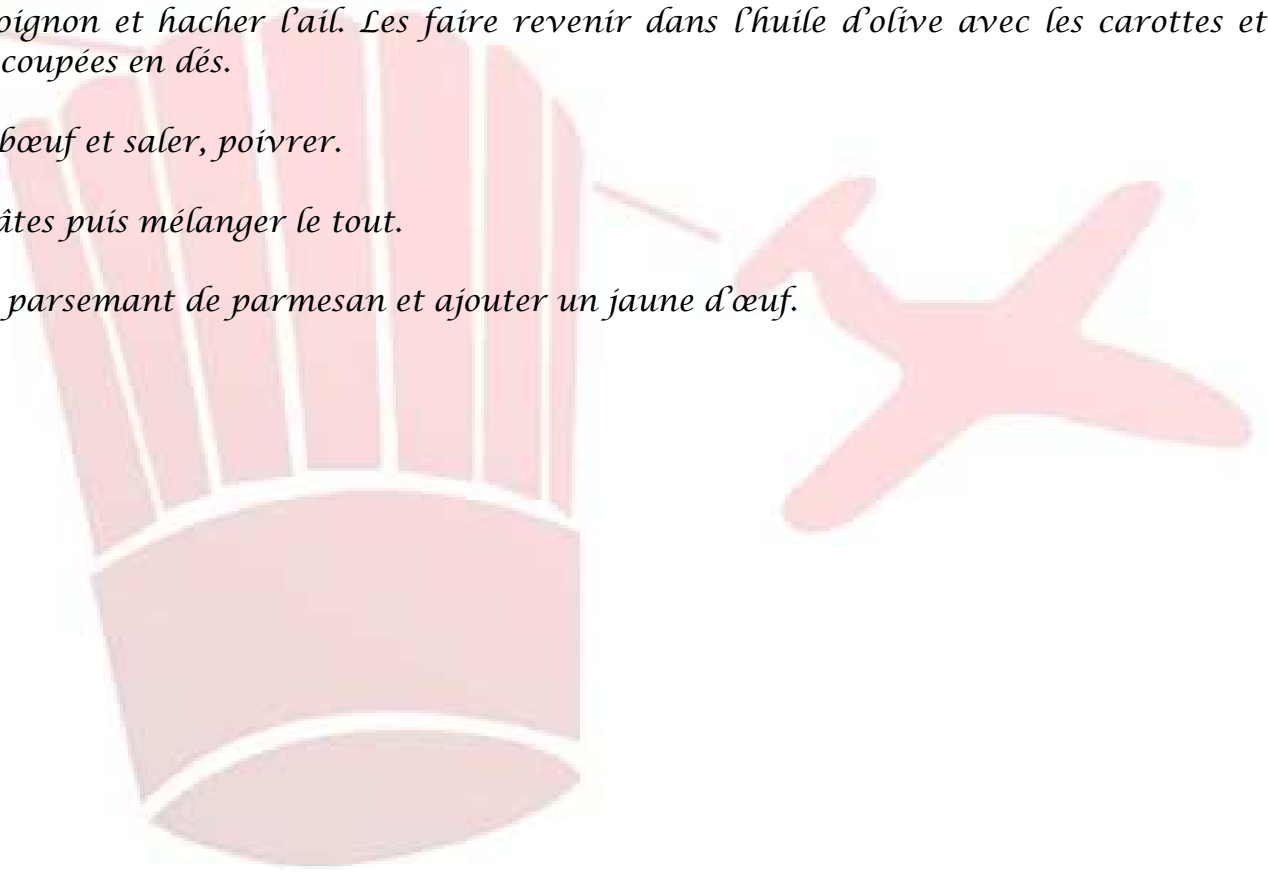 oignon et hacher l'ail. Les faire revenir dans l'huile d'olive avec les carottes et
coupées en dés.
bœuf et saler, poivrer.
âtes puis mélanger le tout.
parsemant de parmesan et ajouter un jaune d'œuf.